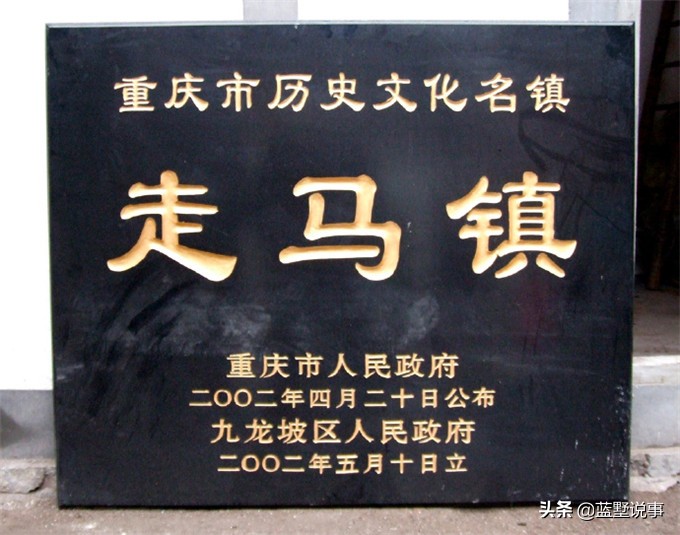 重庆市历史文化名镇
走马镇
重庆市人民政府
二〇〇二年四月二十日公布
九龙坡区人民政府
二〇〇二年五月十日立
头条 @蓝墅说事